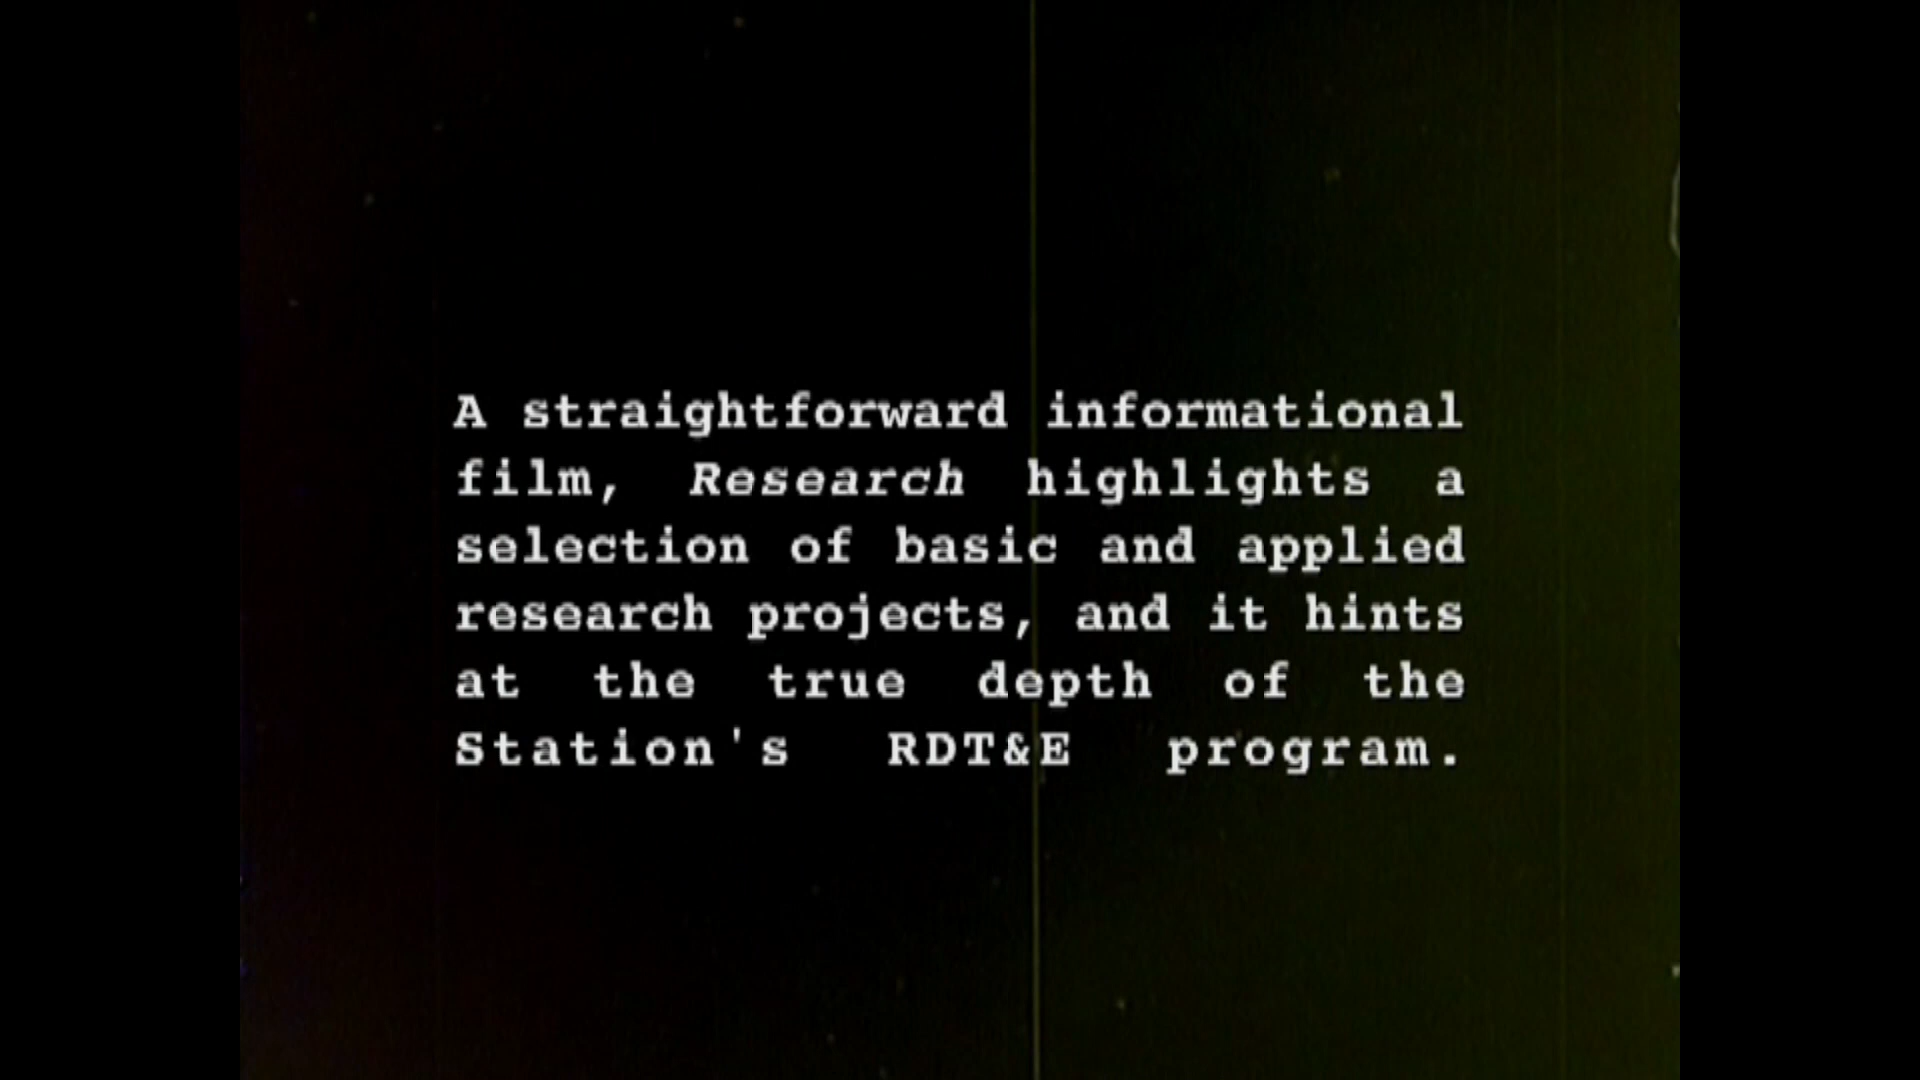 A straightforward informational
film, Research highlights a
selection of basic and applied
research projects, and it hints
at the true depth of the
Station's RDT&E program.